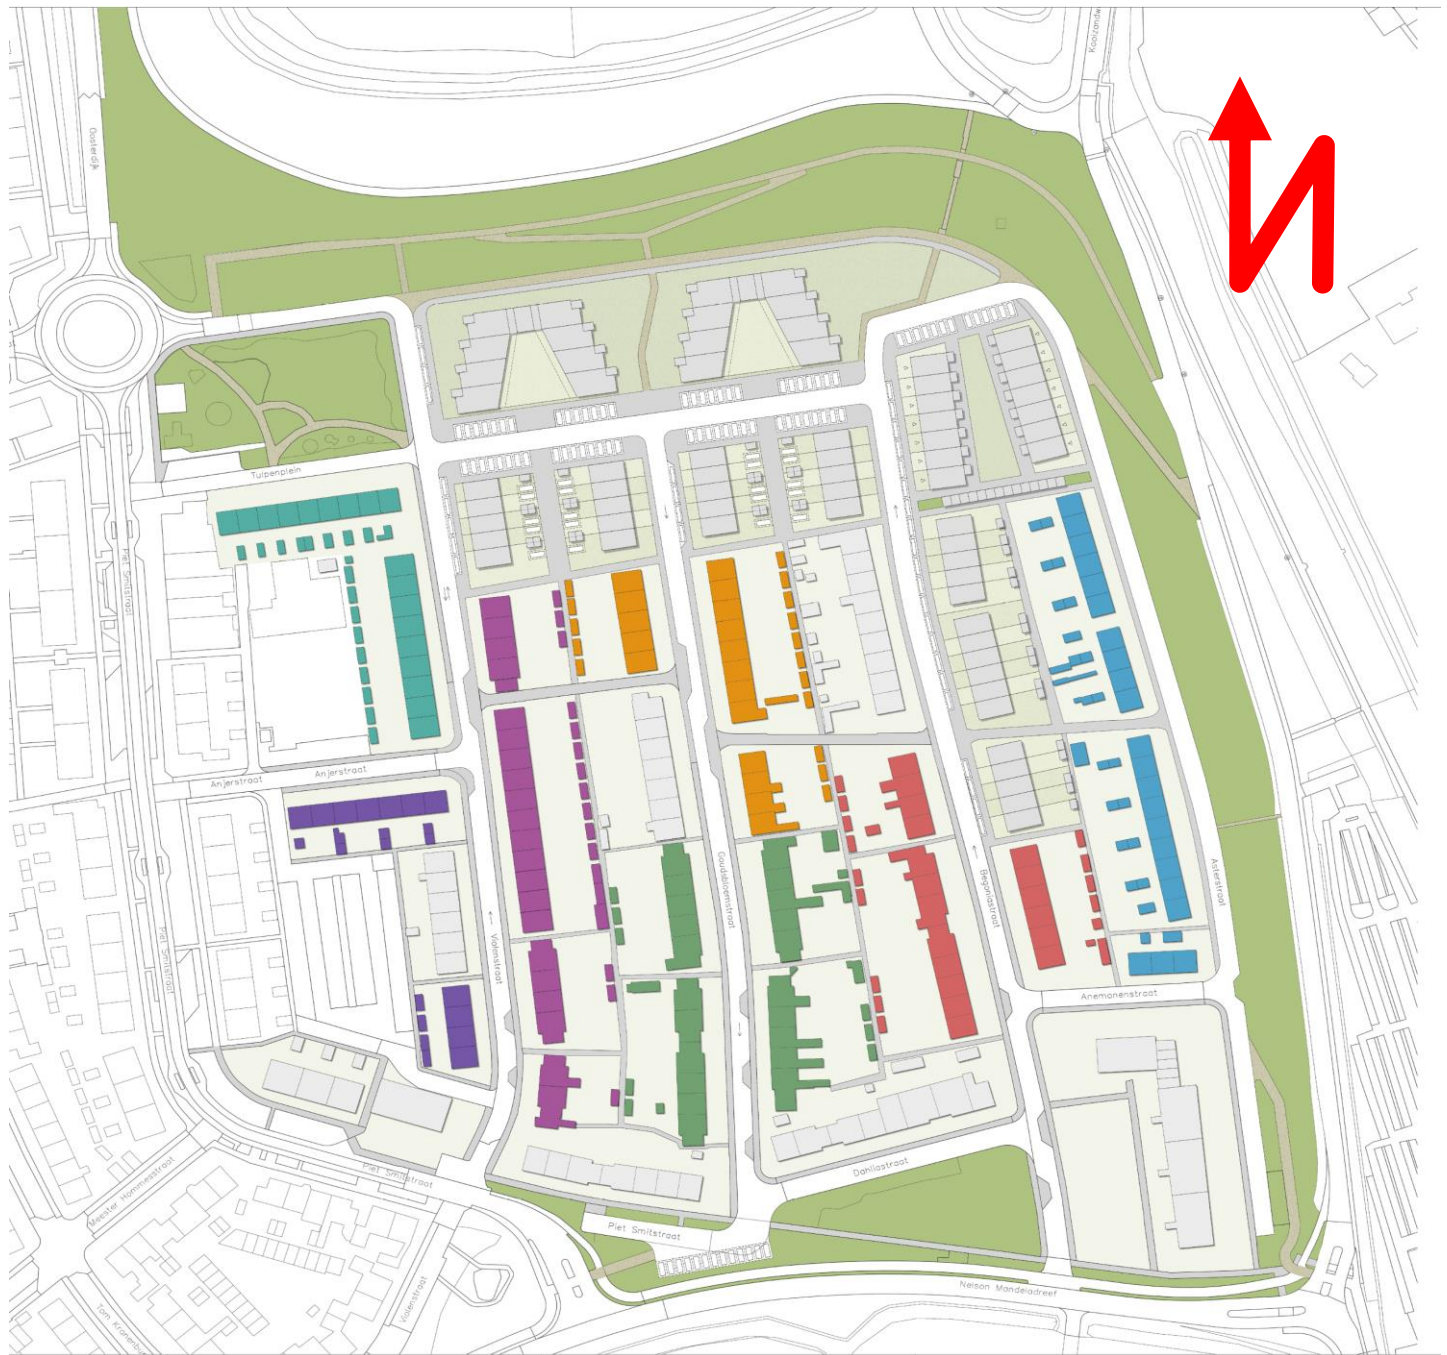 Oosterdijk
Tulpenplein
Piet Smitstraat
Anjerstraat
Anjerstraat
Goudsbloemstraat
Begoniastraat
Asterstraat
Violenstraat
Piet Smitstraat
Anemonenstraat
Dahliastraat
Piet Smitstraat
Meester Hommesstraat
Piet Smitstraat
Nelson Mandeladreef
Violenstraat
N